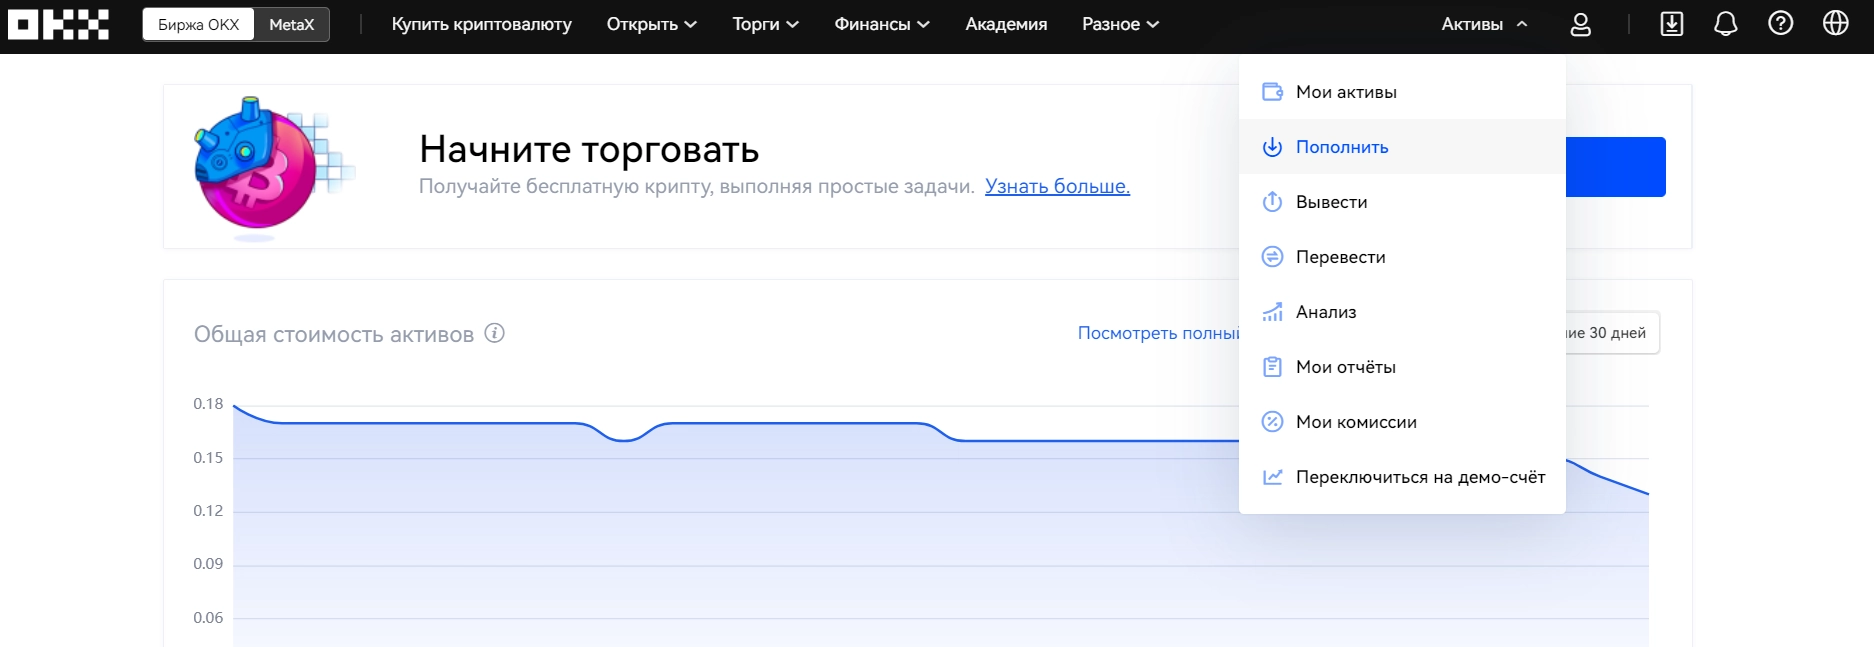 OKX
Биржа OKX
MetaX
Купить криптовалюту
Открыть
Торги
Финансы
Академия
Разное
Активы
Начните торговать
Получайте бесплатную крипту, выполняя простые задачи. Узнать больше.
Мои активы
Пополнить
Вывести
Перевести
Анализ
Мои отчёты
Мои комиссии
Переключиться на демо-счёт
Общая стоимость активов
Посмотреть полный
30 дней
0.18
0.15
0.12
0.09
0.06